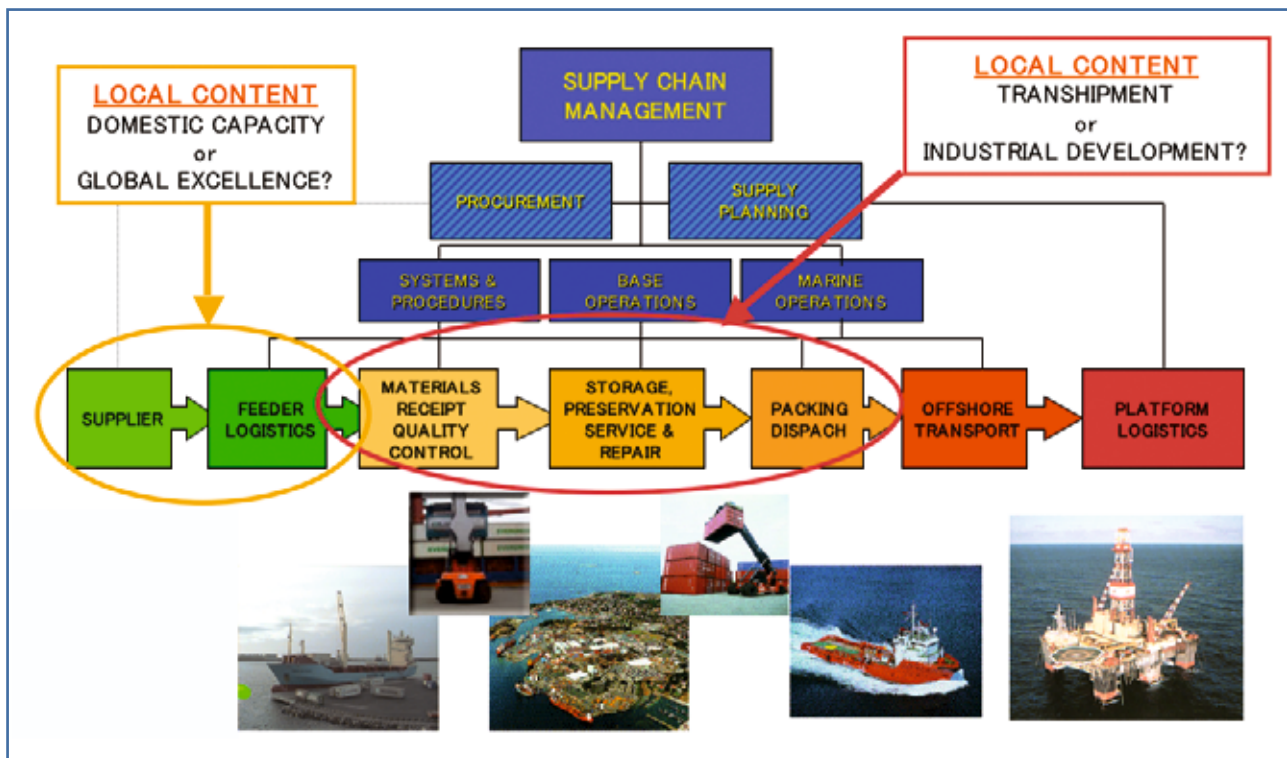 LOCAL CONTENT
DOMESTIC CAPACITY
or
GLOBAL EXCELLENCE?
SUPPLY CHAIN
MANAGEMENT
LOCAL CONTENT
TRANSHIPMENT
or
INDUSTRIAL DEVELOPMENT?
PROCUREMENT
SUPPLY
PLANNING
SYSTEMS &
PROCEDURES
BASE
OPERATIONS
MARINE
OPERATIONS
SUPPLIER
FEEDER
LOGISTICS
MATERIALS
RECEIPT
QUALITY
CONTROL
STORAGE,
PRESERVATION
SERVICE &
REPAIR
PACKING
DISPACH
OFFSHORE
TRANSPORT
PLATFORM
LOGISTICS